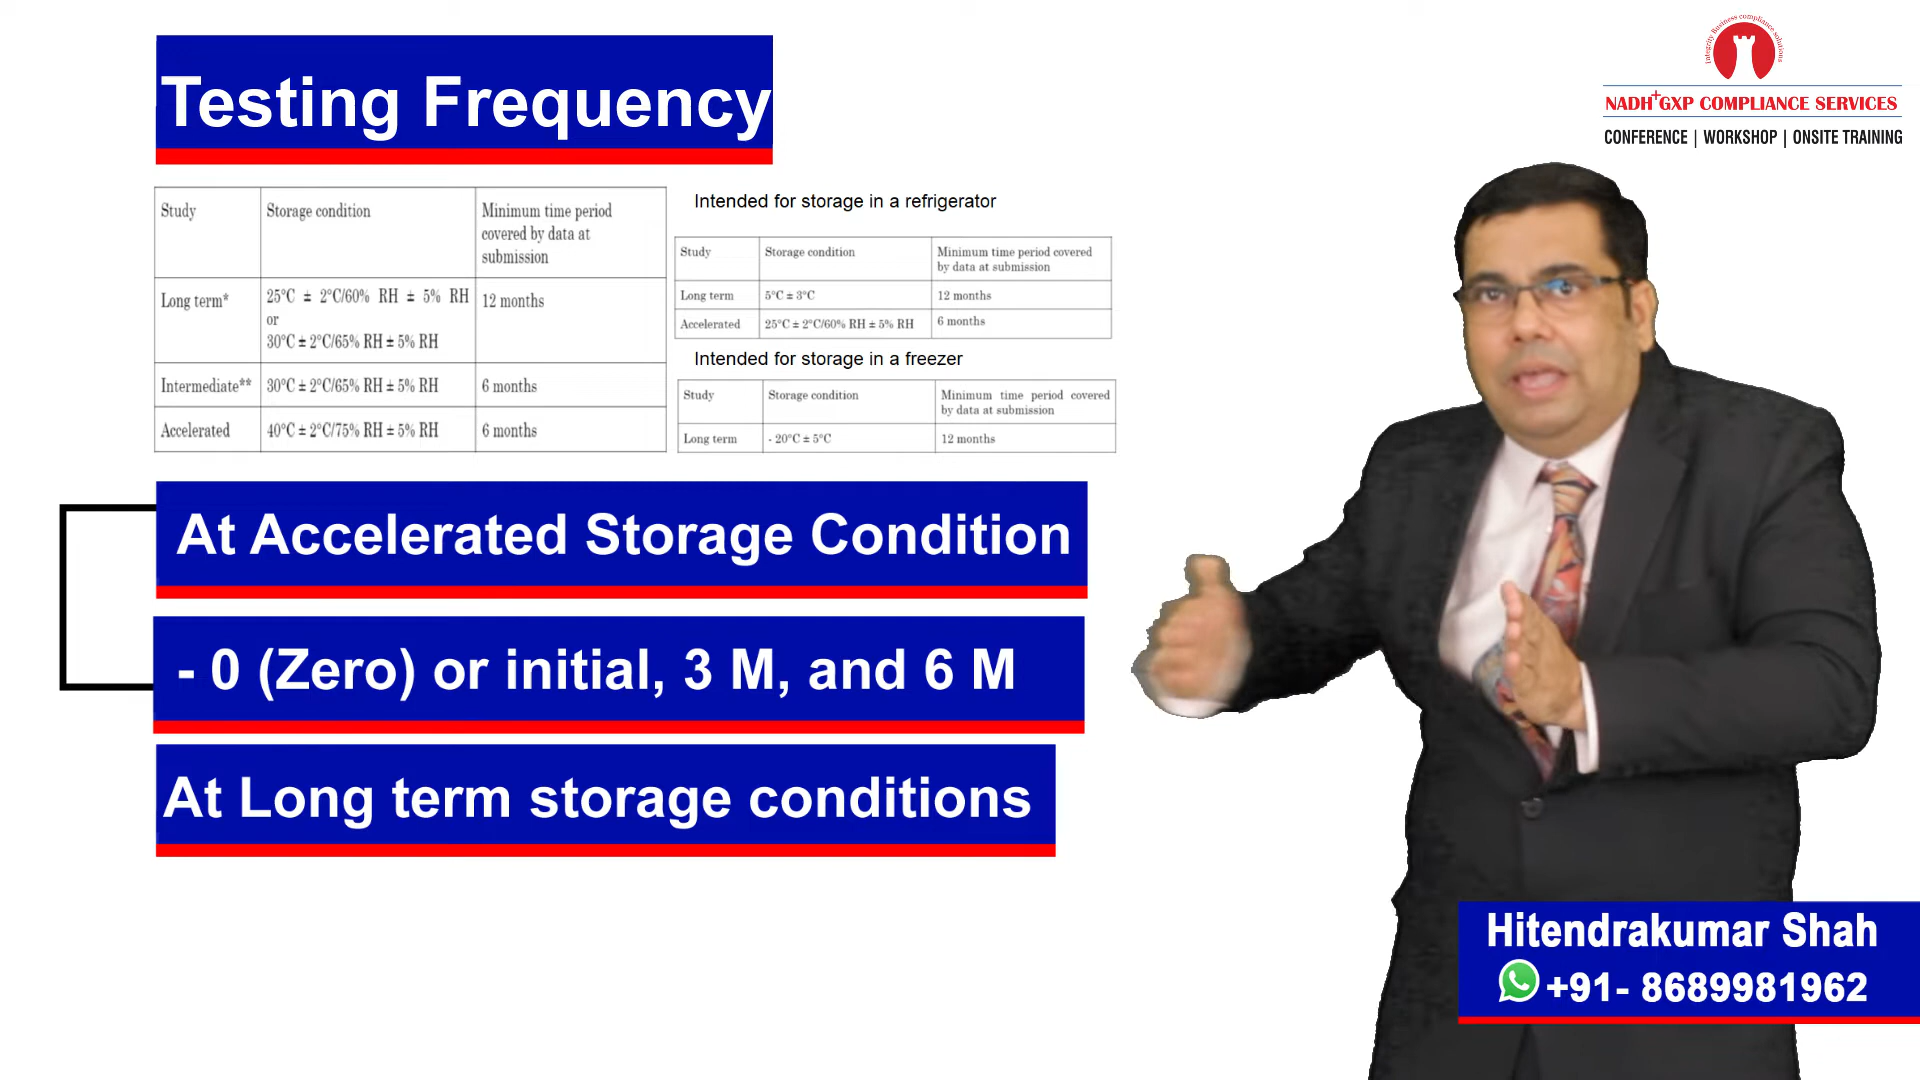 Testing Frequency
Integrity Business compliance solutions
NADH+GXP COMPLIANCE SERVICES
CONFERENCE | WORKSHOP | ONSITE TRAINING
Study Storage condition Minimum time period
covered by data at
submission
Long term* 25°C ± 2°C/60% RH ± 5% RH 12 months
or
30°C ± 2°C/65% RH ± 5% RH
Intermediate** 30°C ± 2°C/65% RH ± 5% RH 6 months
Accelerated 40°C ± 2°C/75% RH ± 5% RH 6 months
Intended for storage in a refrigerator
Study Storage condition Minimum time period covered
by data at submission
Long term 5°C ± 3°C 12 months
Accelerated 25°C ± 2°C/60% RH ± 5% RH 6 months
Intended for storage in a freezer
Study Storage condition Minimum time period covered
by data at submission
Long term - 20°C ± 5°C 12 months
At Accelerated Storage Condition
- 0 (Zero) or initial, 3 M, and 6 M
At Long term storage conditions
Hitendrakumar Shah
+91- 8689981962